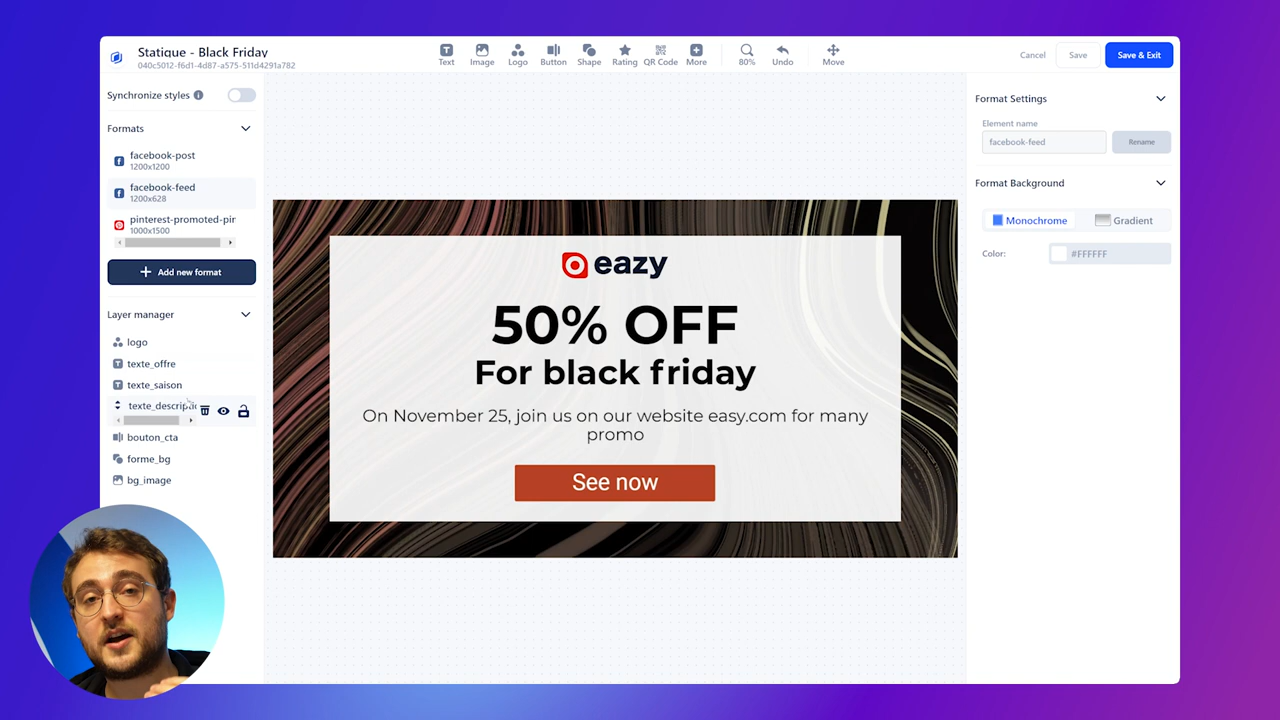 Statique - Black Friday
040c5012-f6d1-4d87-a575-511d4291a782
Text
Image
Logo
Button
Shape
Rating
QR Code
More
80%
Undo
Move
Cancel
Save
Save & Exit
Synchronize styles
Formats
facebook-post
1200x1200
facebook-feed
1200x628
pinterest-promoted-pir
1000x1500
Add new format
Layer manager
logo
texte_offre
texte_saison
texte_descriptic
bouton_cta
forme_bg
bg_image
eazy
50% OFF
For black friday
On November 25, join us on our website easy.com for many
promo
See now
Format Settings
Element name
facebook-feed
Rename
Format Background
Monochrome
Gradient
Color:
#FFFFFF